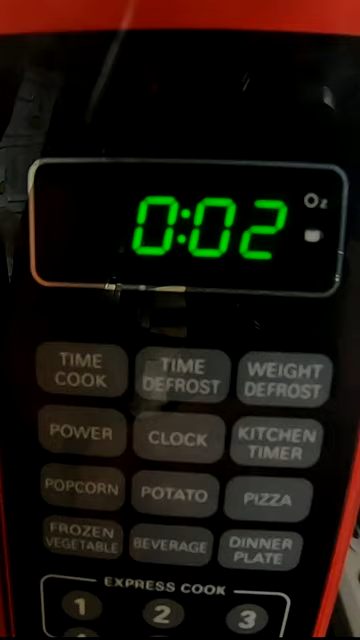 0:02
Oz
TIME COOK
TIME DEFROST
WEIGHT DEFROST
POWER
CLOCK
KITCHEN TIMER
POPCORN
POTATO
PIZZA
FROZEN VEGETABLE
BEVERAGE
DINNER PLATE
EXPRESS COOK
1 2 3